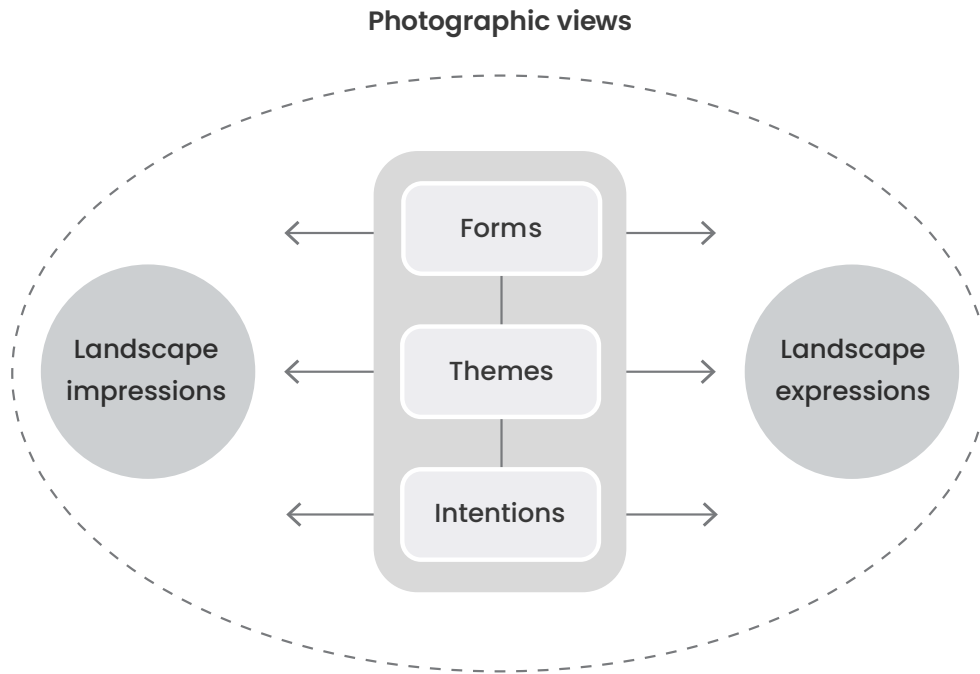 Photographic views
Forms
Landscape
impressions
Themes
Landscape
expressions
Intentions